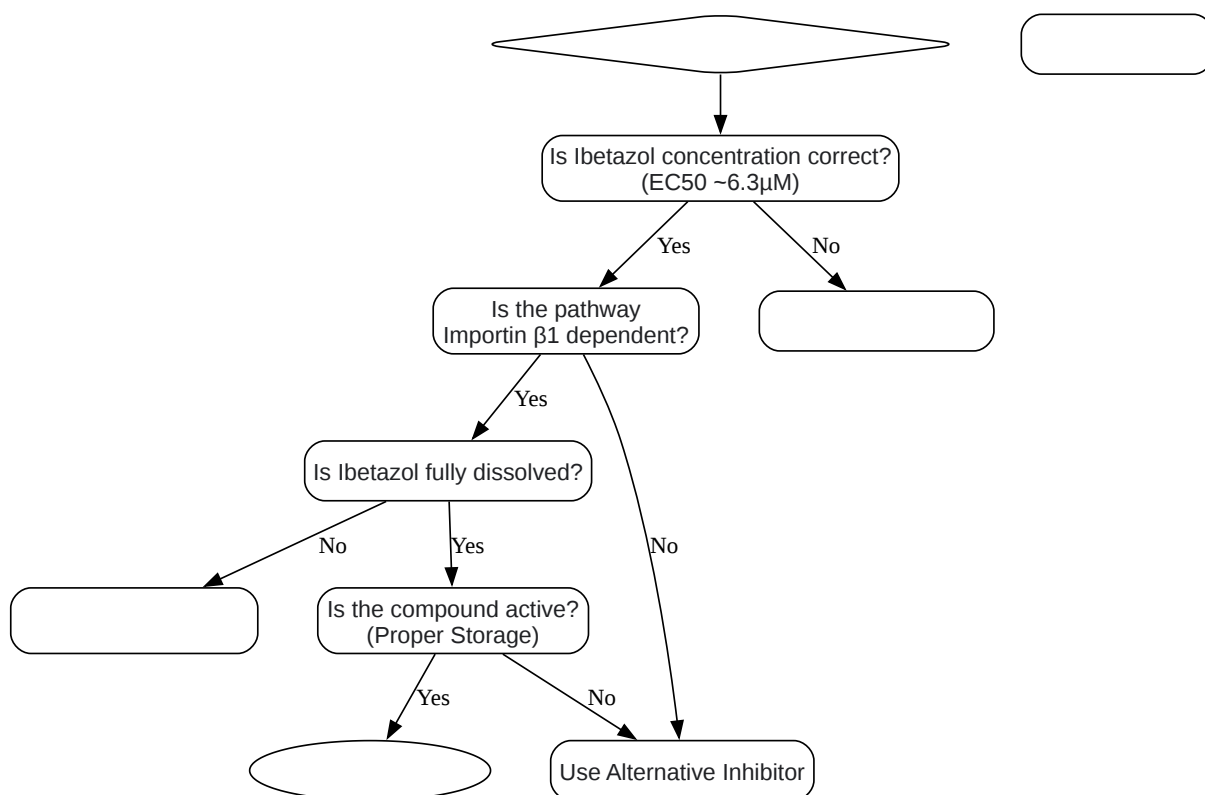 Is Ibetazol concentration correct?
(EC50 ~6.3µM)
Yes
No
Is the pathway
Importin β1 dependent?
Yes
Is Ibetazol fully dissolved?
No
Yes
No
Is the compound active?
(Proper Storage)
Yes
No
Use Alternative Inhibitor